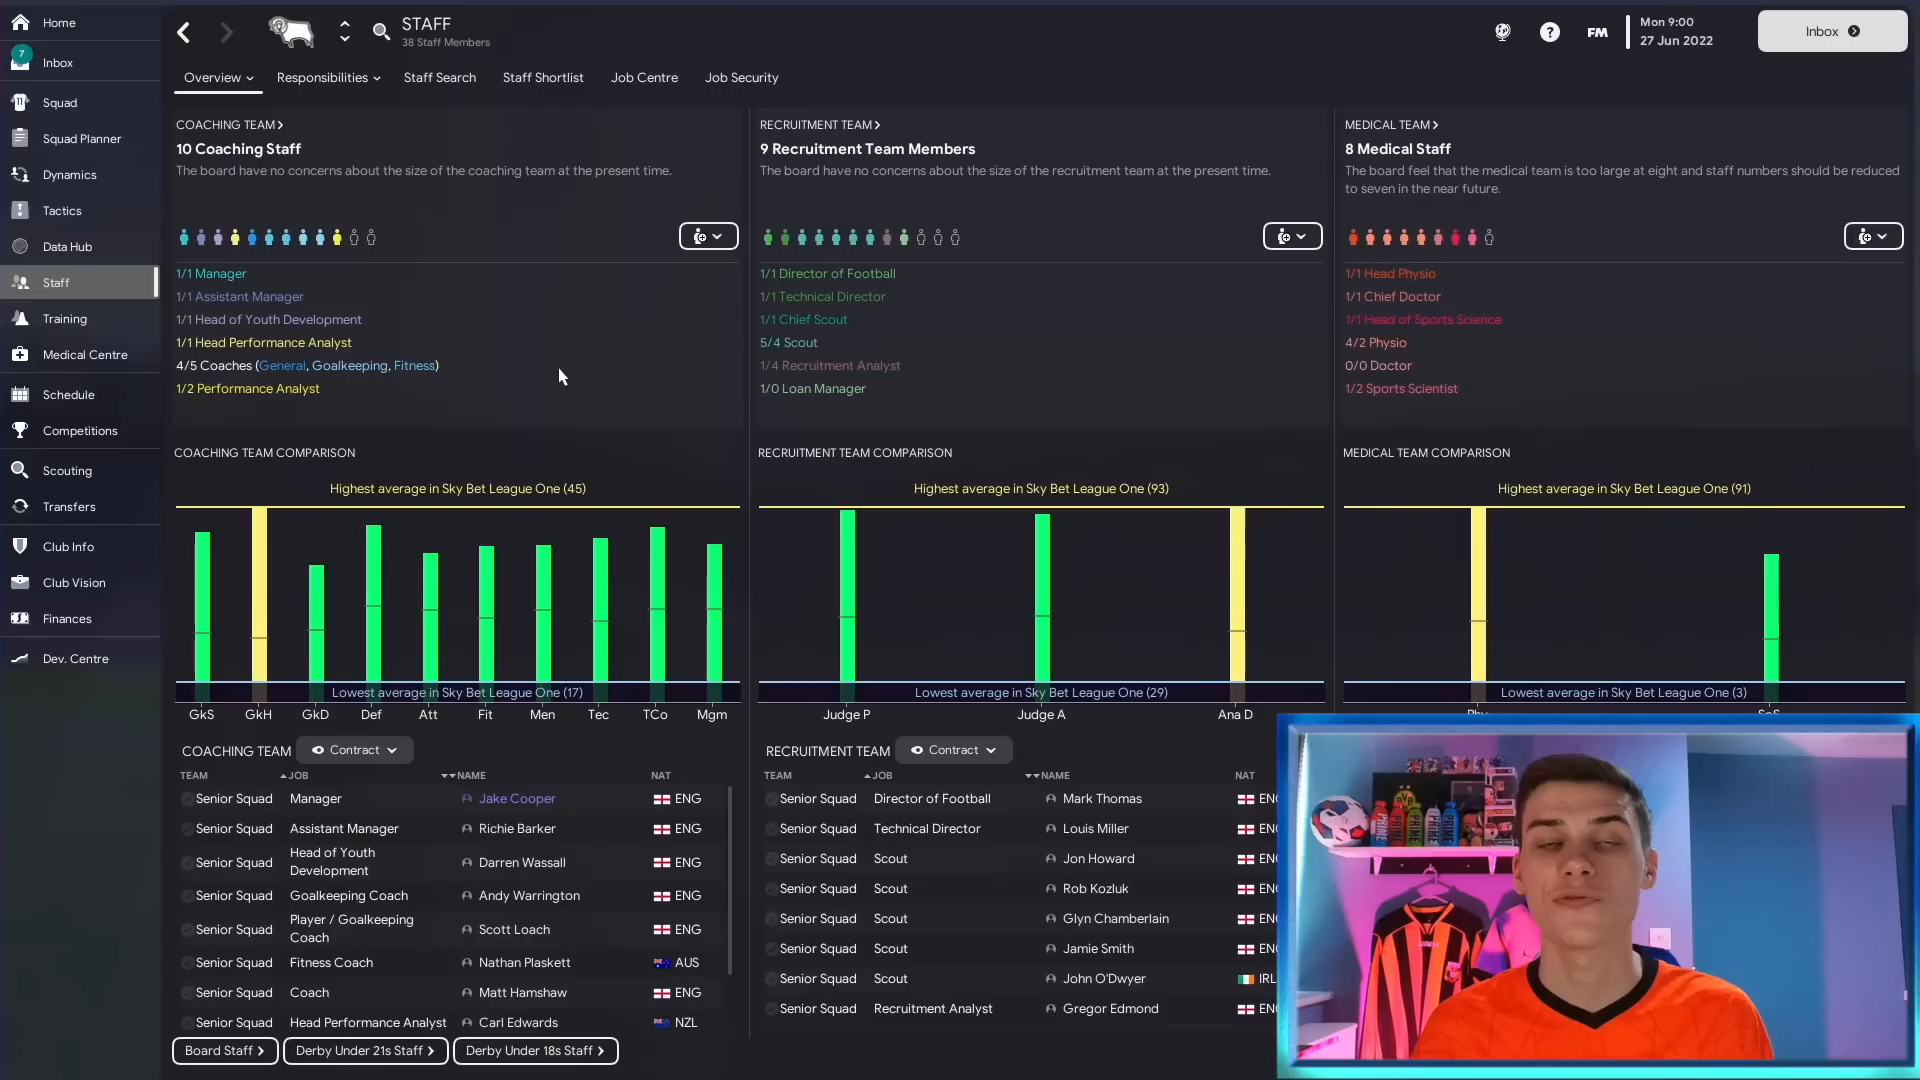 Home
7
Inbox
Squad
Squad Planner
Dynamics
Tactics
Data Hub
Staff
Training
Medical Centre
Schedule
Competitions
Scouting
Transfers
Club Info
Club Vision
Finances
Dev. Centre
STAFF
38 Staff Members
?
FM
Mon 9:00
27 Jun 2022
Inbox
Overview
Responsibilities
Staff Search
Staff Shortlist
Job Centre
Job Security
COACHING TEAM
10 Coaching Staff
The board have no concerns about the size of the coaching team at the present time.
1/1 Manager
1/1 Assistant Manager
1/1 Head of Youth Development
1/1 Head Performance Analyst
4/5 Coaches (General, Goalkeeping, Fitness)
1/2 Performance Analyst
RECRUITMENT TEAM
9 Recruitment Team Members
The board have no concerns about the size of the recruitment team at the present time.
1/1 Director of Football
1/1 Technical Director
1/1 Chief Scout
5/4 Scout
1/4 Recruitment Analyst
1/0 Loan Manager
MEDICAL TEAM
8 Medical Staff
The board feel that the medical team is too large at eight and staff numbers should be reduced
to seven in the near future.
1/1 Head Physio
1/1 Chief Doctor
1/1 Head of Sports Science
4/2 Physio
0/0 Doctor
1/2 Sports Scientist
COACHING TEAM COMPARISON
Highest average in Sky Bet League One (45)
Lowest average in Sky Bet League One (17)
GkS GkH GkD Def Att Fit Men Tec TCo Mgm
RECRUITMENT TEAM COMPARISON
Highest average in Sky Bet League One (93)
Lowest average in Sky Bet League One (29)
Judge P Judge A Ana D
MEDICAL TEAM COMPARISON
Highest average in Sky Bet League One (91)
Lowest average in Sky Bet League One (3)
COACHING TEAM Contract
TEAM JOB NAME NAT
Senior Squad Manager Jake Cooper ENG
Senior Squad Assistant Manager Richie Barker ENG
Senior Squad Head of Youth Development Darren Wassall ENG
Senior Squad Goalkeeping Coach Andy Warrington ENG
Senior Squad Player / Goalkeeping Coach Scott Loach ENG
Senior Squad Fitness Coach Nathan Plaskett AUS
Senior Squad Coach Matt Hamshaw ENG
Senior Squad Head Performance Analyst Carl Edwards NZL
RECRUITMENT TEAM Contract
TEAM JOB NAME NAT
Senior Squad Director of Football Mark Thomas EN
Senior Squad Technical Director Louis Miller EN
Senior Squad Scout Jon Howard EN
Senior Squad Scout Rob Kozluk EN
Senior Squad Scout Glyn Chamberlain EN
Senior Squad Scout Jamie Smith EN
Senior Squad Scout John O'Dwyer IRL
Senior Squad Recruitment Analyst Gregor Edmond EN
Board Staff
Derby Under 21s Staff
Derby Under 18s Staff
PRIME PRIME PRIME PRIME PRIME